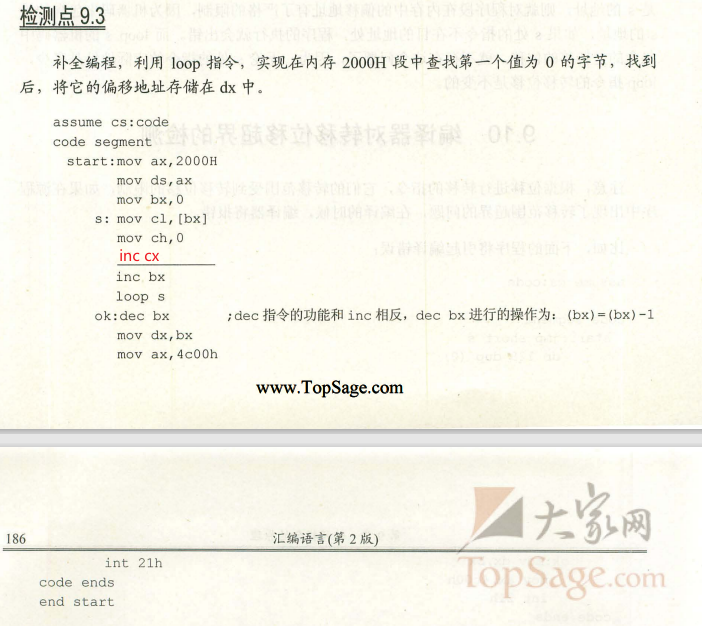 检测点 9.3
补全编程，利用 loop 指令，实现在内存 2000H 段中查找第一个值为 0 的字节，找到
后，将它的偏移地址存储在 dx 中。
assume cs:code
code segment
start:mov ax,2000H
mov ds,ax
mov bx,0
s: mov cl,[bx]
mov ch,0
inc cx
inc bx
loop s
ok:dec bx ;dec 指令的功能和 inc 相反，dec bx 进行的操作为：(bx)=(bx)-1
mov dx,bx
mov ax,4c00h
www.TopSage.com
大家网
186 汇编语言(第 2 版)
TopSage.com
int 21h
code ends
end start